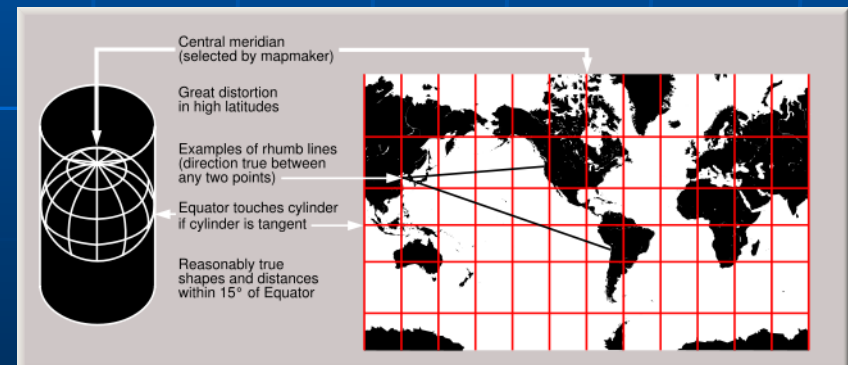 Central meridian
(selected by mapmaker)
Great distortion
in high latitudes
Examples of rhumb lines
(direction true between
any two points)
Equator touches cylinder
if cylinder is tangent
Reasonably true
shapes and distances
within 15° of Equator